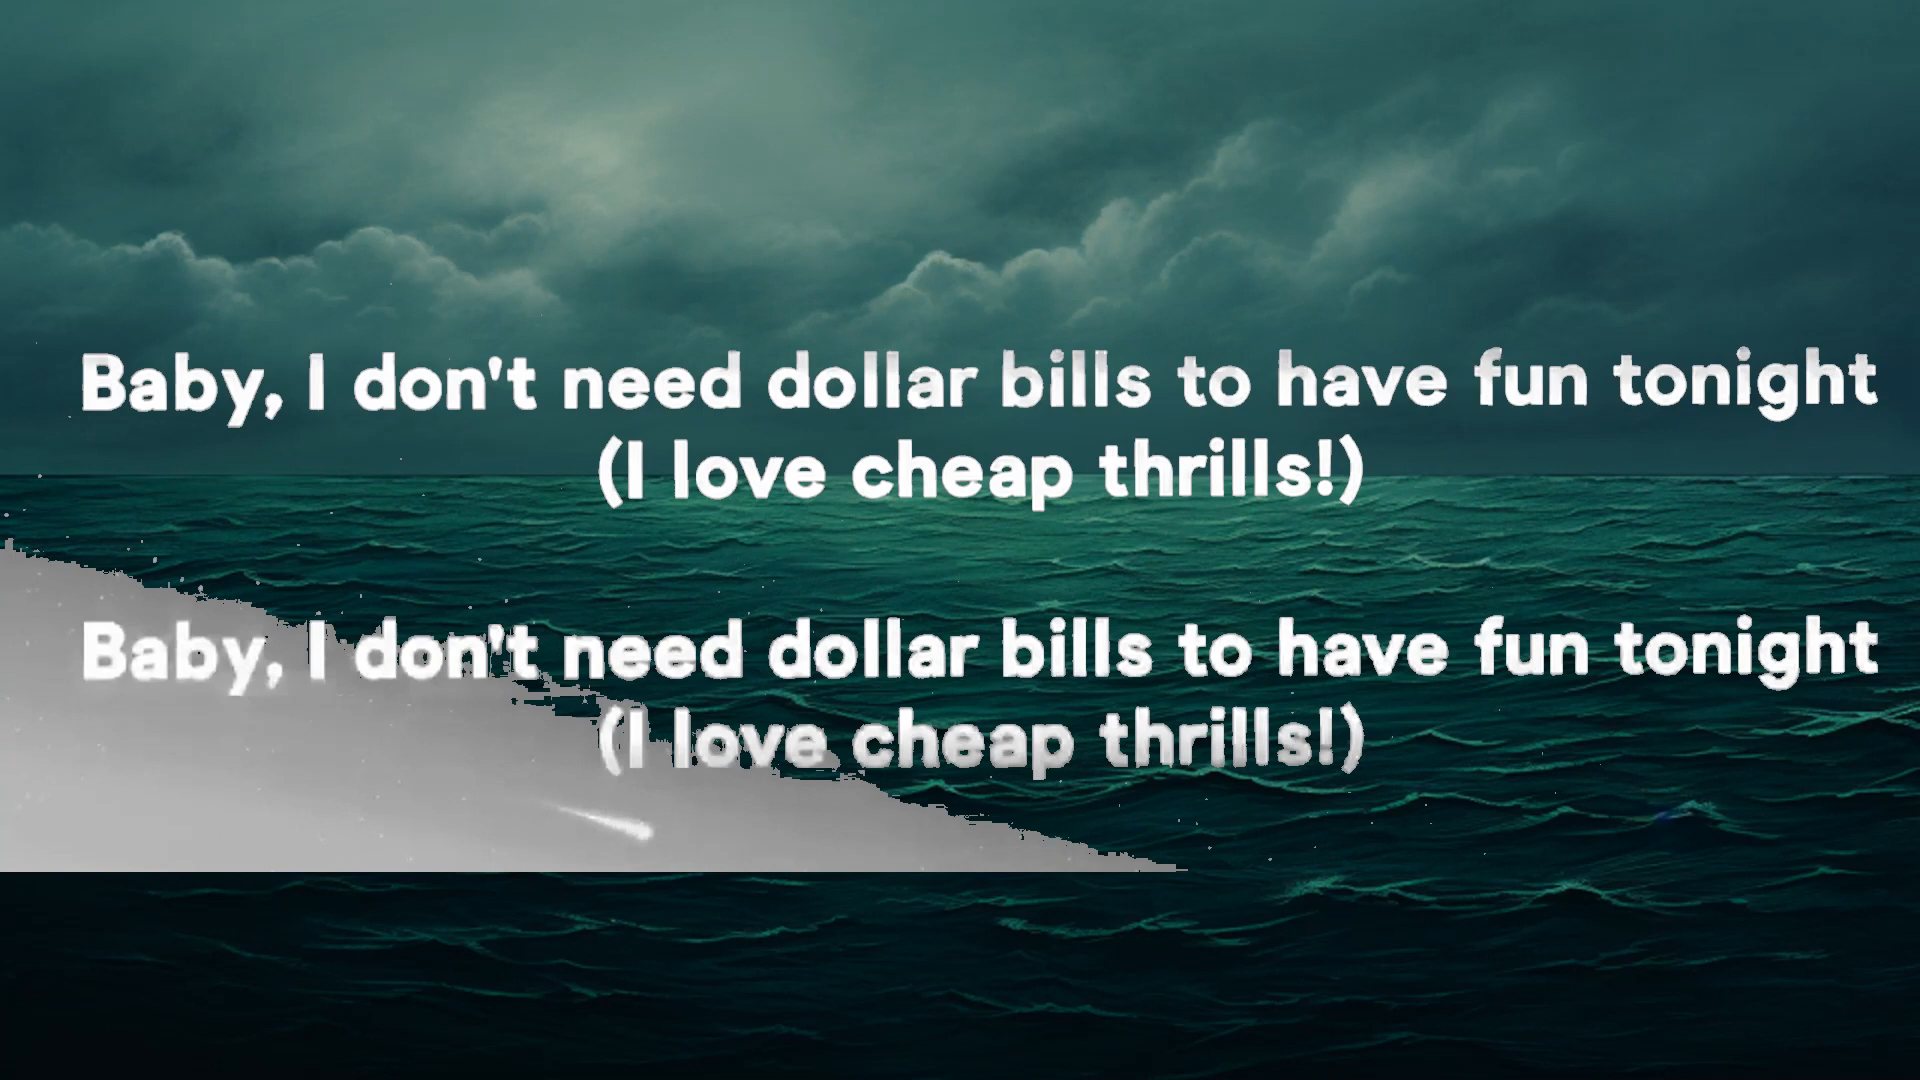 Baby, I don't need dollar bills to have fun tonight
(I love cheap thrills!)
Baby, I don't need dollar bills to have fun tonight
(I love cheap thrills!)